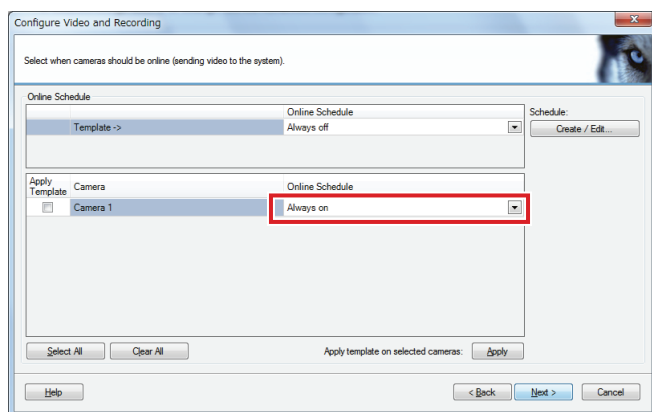 Configure Video and Recording
Select when cameras should be online (sending video to the system).
Online Schedule
Online Schedule
Schedule:
Template -> Always off
Create / Edit...
Apply Template Camera Online Schedule
Camera 1 Always on
Select All Clear All Apply template on selected cameras: Apply
Help < Back Next > Cancel